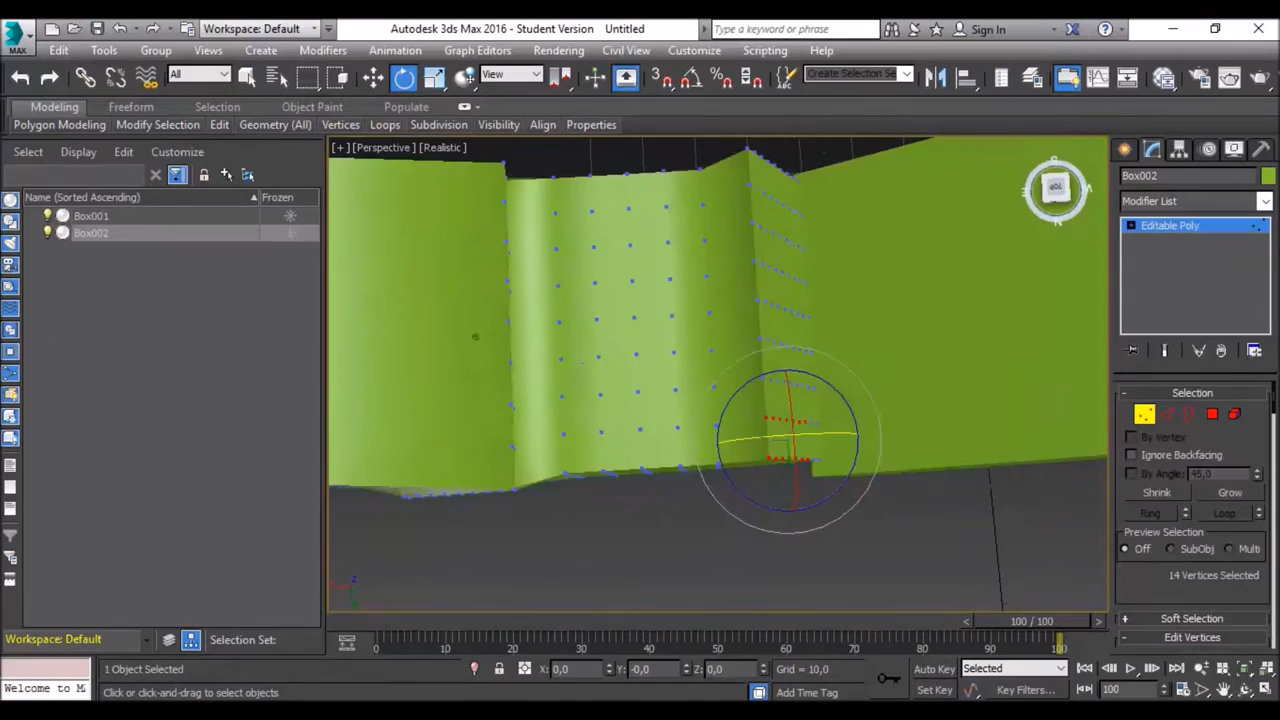 MAX
Workspace: Default
Autodesk 3ds Max 2016 - Student Version Untitled
Type a keyword or phrase
Sign In
Edit Tools Group Views Create Modifiers Animation Graph Editors Rendering Civil View Customize Scripting Help
All
View
3
ABC
Create Selection Se
Modeling Freeform Selection Object Paint Populate
Polygon Modeling Modify Selection Edit Geometry (All) Vertices Loops Subdivision Visibility Align Properties
Select Display Edit Customize
[+] [Perspective] [Realistic]
Name (Sorted Ascending) Frozen
Box001
Box002
TOP
Box002
Modifier List
Editable Poly
Selection
By Vertex
Ignore Backfacing
By Angle: 45,0
Shrink Grow
Ring Loop
Preview Selection
Off SubObj Multi
14 Vertices Selected
Soft Selection
Edit Vertices
z
100 / 100
Workspace: Default
Selection Set:
0 10 20 30 40 50 60 70 80 90 100
1 Object Selected
X: 0,0 Y: -0,0 Z: 0,0
Grid = 10,0
Auto Key Selected
Welcome to M
Click or click-and-drag to select objects
Add Time Tag
Set Key Key Filters...
100